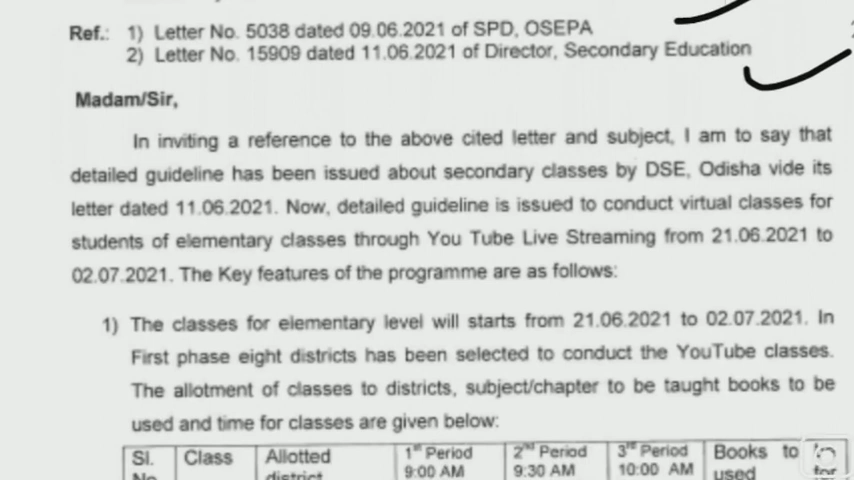 Ref.: 1) Letter No. 5038 dated 09.06.2021 of SPD, OSEPA
2) Letter No. 15909 dated 11.06.2021 of Director, Secondary Education
Madam/Sir,
In inviting a reference to the above cited letter and subject, I am to say that
detailed guideline has been issued about secondary classes by DSE, Odisha vide its
letter dated 11.06.2021. Now, detailed guideline is issued to conduct virtual classes for
students of elementary classes through You Tube Live Streaming from 21.06.2021 to
02.07.2021. The Key features of the programme are as follows:
1) The classes for elementary level will starts from 21.06.2021 to 02.07.2021. In
First phase eight districts has been selected to conduct the YouTube classes.
The allotment of classes to districts, subject/chapter to be taught books to be
used and time for classes are given below:
Sl. Class Allotted 1st Period 2nd Period 3rd Period Books to
No district 9:00 AM 9:30 AM 10:00 AM used for